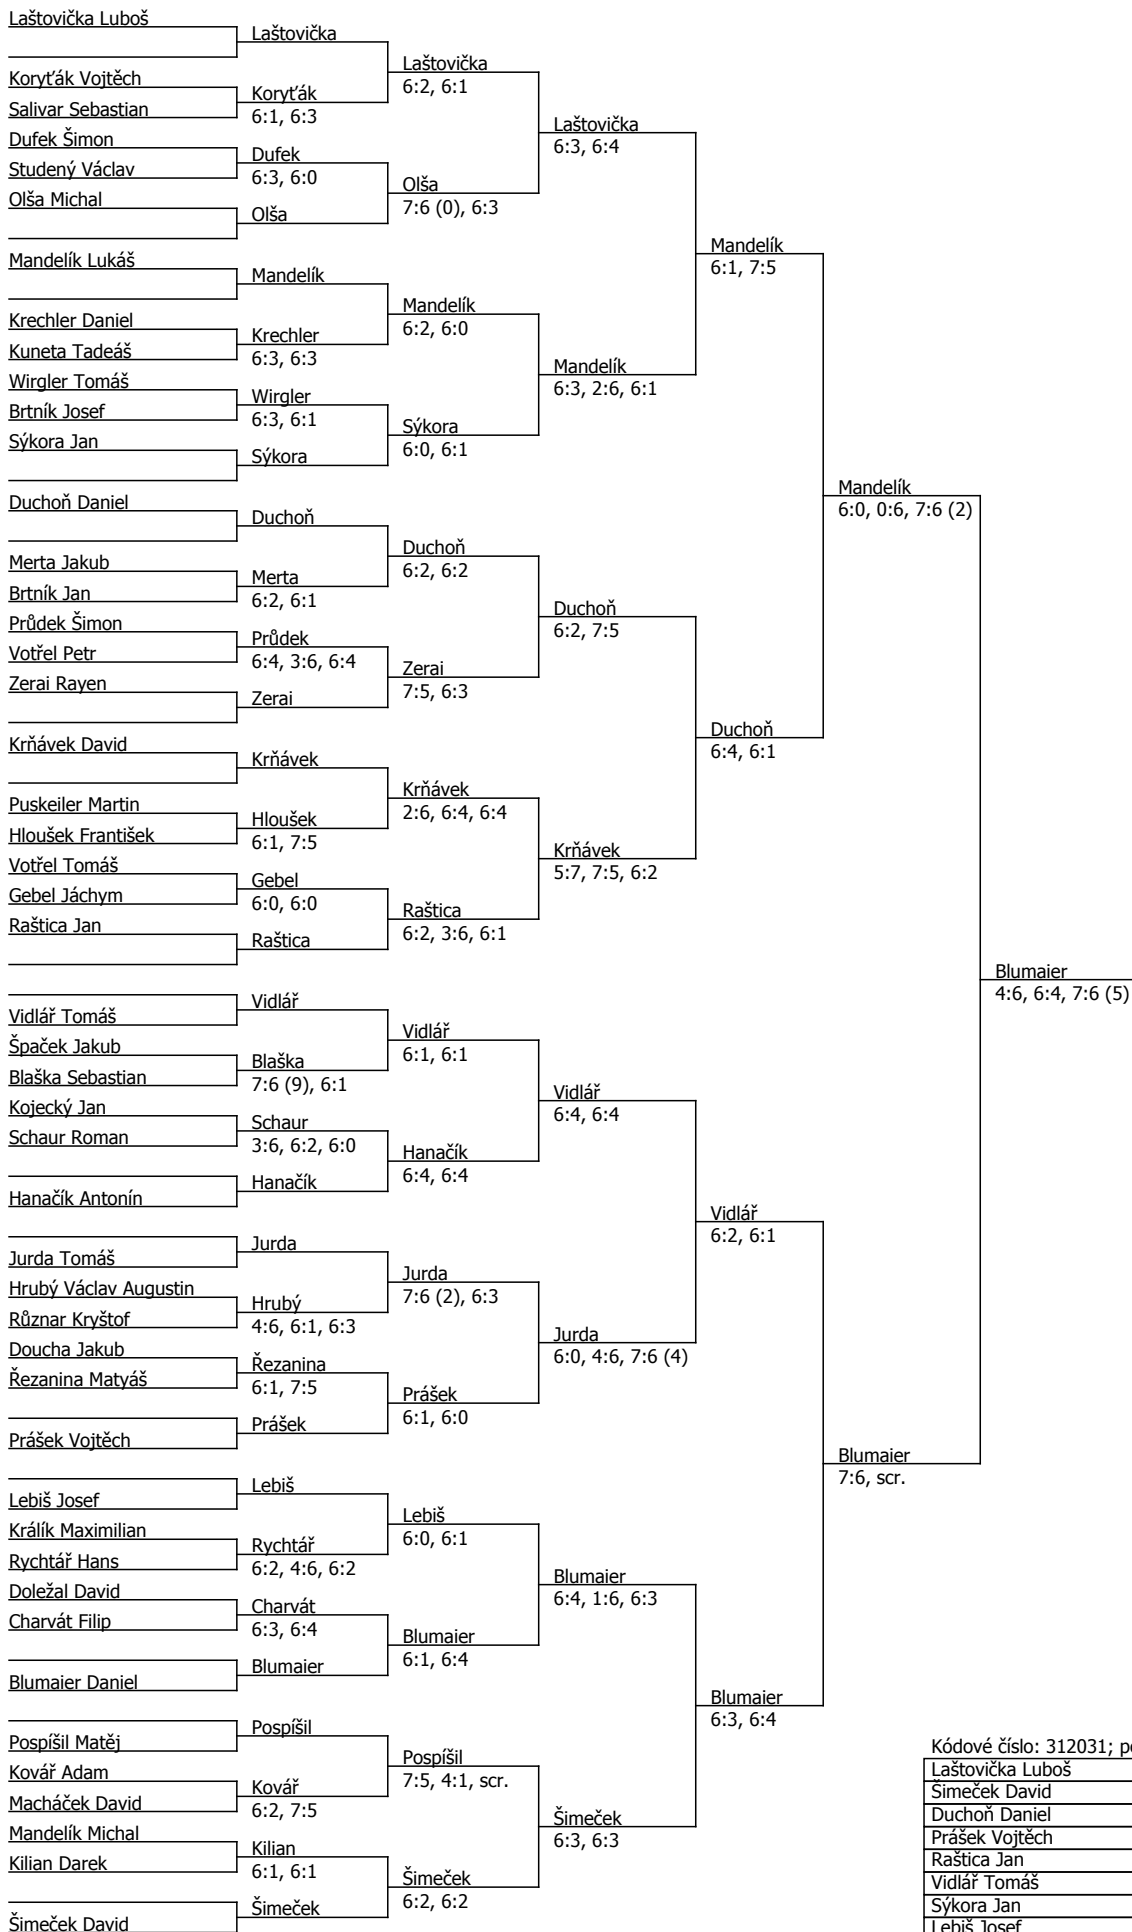 Laštovička Luboš
Koryťák Vojtěch
Salivar Sebastian
Dufek Šimon
Studený Václav
Olša Michal
Mandelík Lukáš
Krechler Daniel
Kuneta Tadeáš
Wirgler Tomáš
Brtník Josef
Sýkora Jan
Duchoň Daniel
Merta Jakub
Brtník Jan
Průdek Šimon
Votřel Petr
Zerai Rayen
Krňávek David
Puskeiler Martin
Hloušek František
Votřel Tomáš
Gebel Jáchym
Raštica Jan
Vidlář Tomáš
Špaček Jakub
Blaška Sebastian
Kojecký Jan
Schaur Roman
Hanačík Antonín
Jurda Tomáš
Hrubý Václav Augustin
Různar Kryštof
Doucha Jakub
Řezanina Matyáš
Prášek Vojtěch
Lebiš Josef
Králík Maximilian
Rychtář Hans
Doležal David
Charvát Filip
Blumaier Daniel
Pospíšil Matěj
Kovář Adam
Macháček David
Mandelík Michal
Kilian Darek
Šimeček David
Laštovička
Koryťák
6:1, 6:3
Dufek
6:3, 6:0
Olša
Mandelík
Krechler
6:3, 6:3
Wirgler
6:3, 6:1
Sýkora
Duchoň
Merta
6:2, 6:1
Průdek
6:4, 3:6, 6:4
Zerai
Krňávek
Hloušek
6:1, 7:5
Gebel
6:0, 6:0
Raštica
Vidlář
Blaška
7:6 (9), 6:1
Schaur
3:6, 6:2, 6:0
Hanačík
Jurda
Hrubý
4:6, 6:1, 6:3
Řezanina
6:1, 7:5
Prášek
Lebiš
Rychtář
6:2, 4:6, 6:2
Charvát
6:3, 6:4
Blumaier
Pospíšil
Kovář
6:2, 7:5
Kilian
6:1, 6:1
Šimeček
Laštovička
6:2, 6:1
Olša
7:6 (0), 6:3
Mandelík
6:2, 6:0
Sýkora
6:0, 6:1
Duchoň
6:2, 6:2
Zerai
7:5, 6:3
Krňávek
2:6, 6:4, 6:4
Raštica
6:2, 3:6, 6:1
Vidlář
6:1, 6:1
Hanačík
6:4, 6:4
Jurda
7:6 (2), 6:3
Prášek
6:1, 6:0
Lebiš
6:0, 6:1
Blumaier
6:1, 6:4
Pospíšil
7:5, 4:1, scr.
Šimeček
6:2, 6:2
Laštovička
6:3, 6:4
Mandelík
6:3, 2:6, 6:1
Duchoň
6:2, 7:5
Krňávek
5:7, 7:5, 6:2
Vidlář
6:4, 6:4
Jurda
6:0, 4:6, 7:6 (4)
Blumaier
6:4, 1:6, 6:3
Šimeček
6:3, 6:3
Mandelík
6:1, 7:5
Duchoň
6:4, 6:1
Vidlář
6:2, 6:1
Blumaier
6:3, 6:4
Mandelík
6:0, 0:6, 7:6 (2)
Blumaier
7:6, scr.
Blumaier
4:6, 6:4, 7:6 (5)
Kódové číslo: 312031;
Laštovička Luboš
Šimeček David
Duchoň Daniel
Prášek Vojtěch
Raštica Jan
Vidlář Tomáš
Sýkora Jan
Lebiš Josef